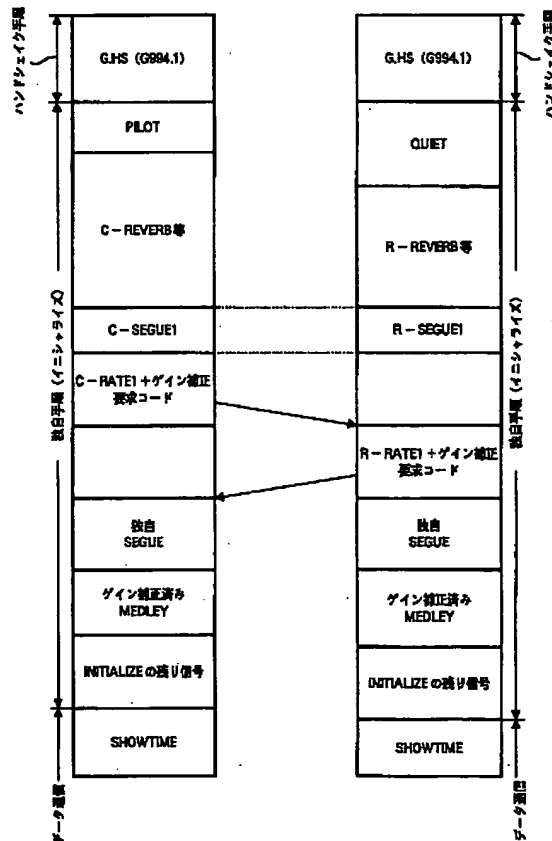 ハンドシェイク手順
独自手順 (イニシャライズ)
データ通信
G.HS (G994.1)
PILOT
C－REVERB等
C－SEGUE1
C－RATE1＋ゲイン補正
要求コード
独自
SEGUE
ゲイン補正済み
MEDLEY
INITIALIZEの残り信号
SHOWTIME
G.HS (G994.1)
QUIET
R－REVERB等
R－SEGUE1
R－RATE1＋ゲイン補正
要求コード
独自
SEGUE
ゲイン補正済み
MEDLEY
INITIALIZEの残り信号
SHOWTIME
ハンドシェイク手順
独自手順 (イニシャライズ)
データ通信